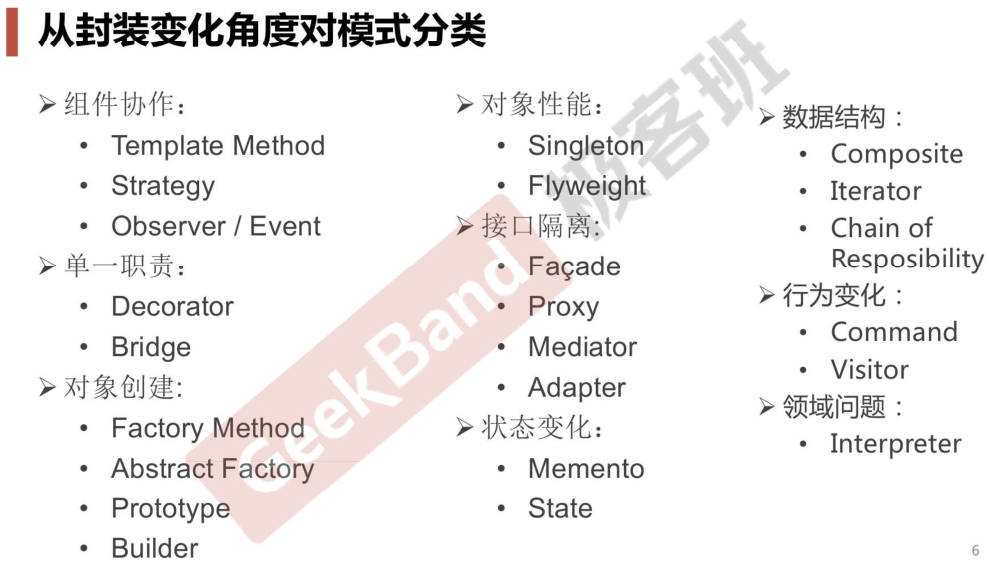 从封装变化角度对模式分类
➢ 组件协作：
• Template Method
• Strategy
• Observer / Event
➢ 单一职责：
• Decorator
• Bridge
➢ 对象创建:
• Factory Method
• Abstract Factory
• Prototype
• Builder
➢ 对象性能：
• Singleton
• Flyweight
➢ 接口隔离:
• Façade
• Proxy
• Mediator
• Adapter
➢ 状态变化：
• Memento
• State
➢ 数据结构：
• Composite
• Iterator
• Chain of
Resposibility
➢ 行为变化：
• Command
• Visitor
➢ 领域问题：
• Interpreter
GeekBand
极客班
6